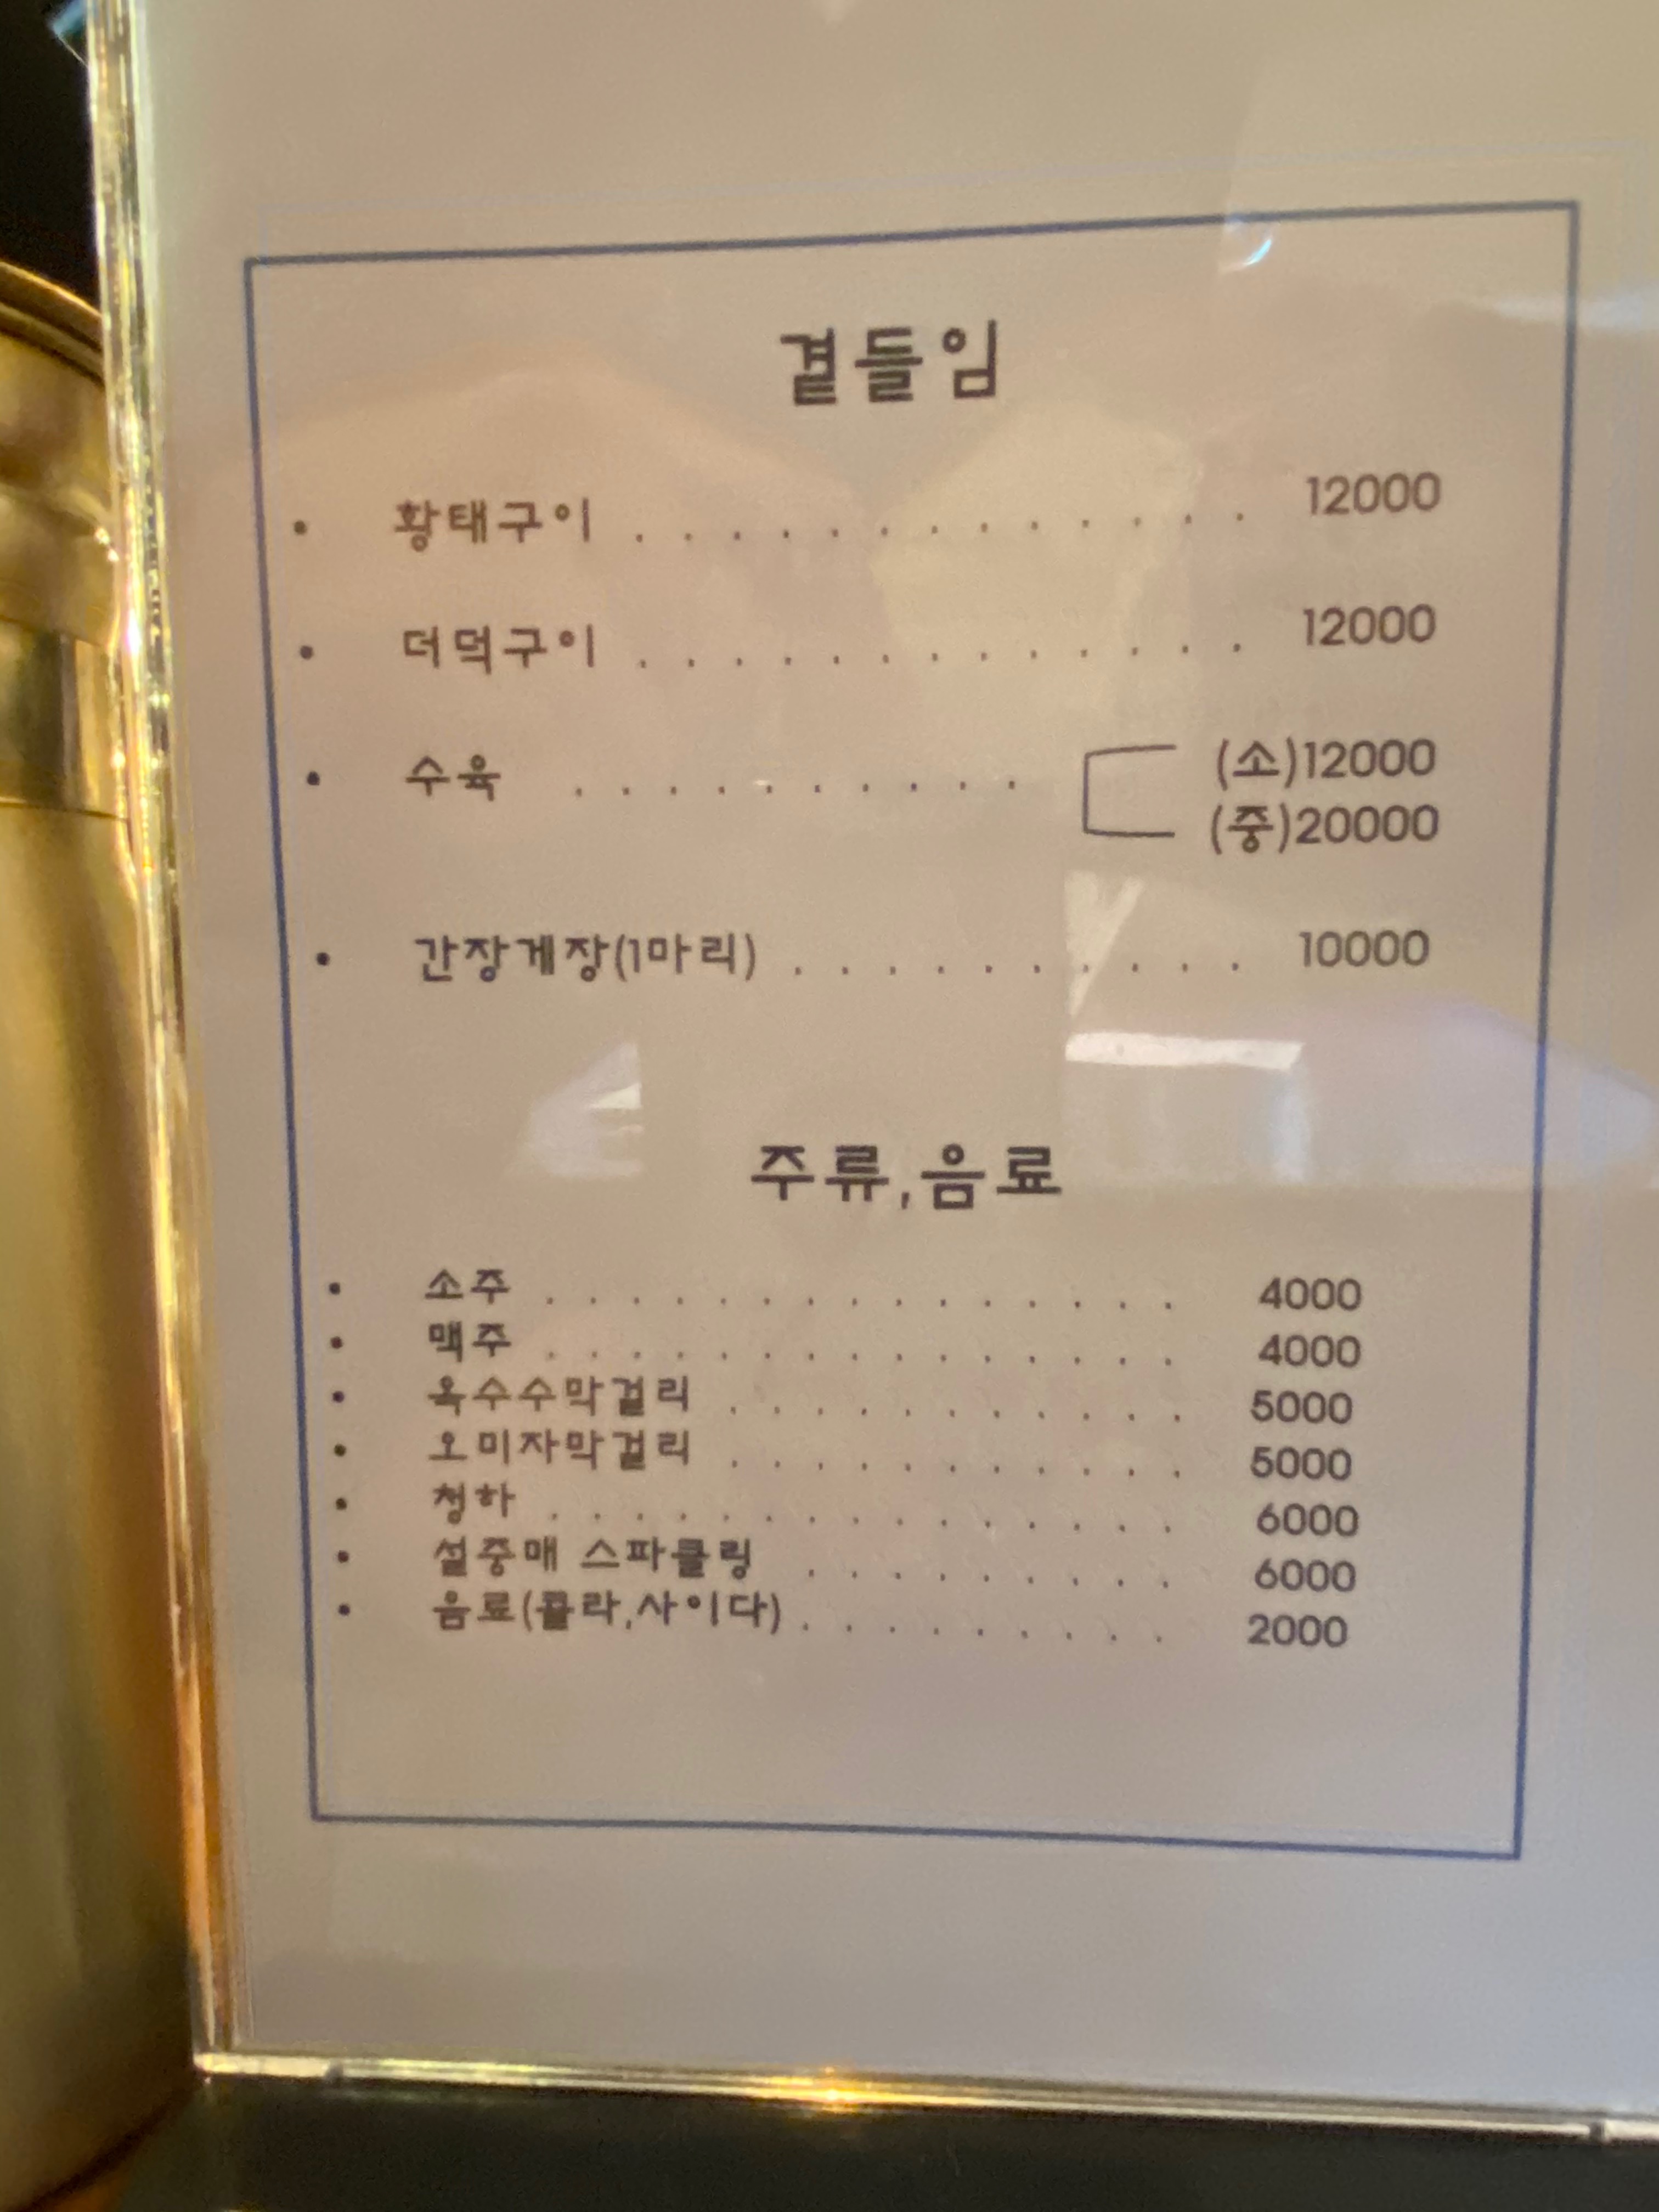 곁들임
• 황태구이 . . . . . . . . . . . . . 12000
• 더덕구이 . . . . . . . . . . . . . 12000
• 수육 . . . . . . . . . . (소)12000
(중)20000
• 간장게장(1마리) . . . . . . . . . . 10000
주류,음료
• 소주 . . . . . . . . . . . . . . . 4000
• 맥주 . . . . . . . . . . . . . . . 4000
• 옥수수막걸리 . . . . . . . . . . . 5000
• 오미자막걸리 . . . . . . . . . . . 5000
• 청하 . . . . . . . . . . . . . . . 6000
• 설중매 스파클링 . . . . . . . . . 6000
• 음료(콜라,사이다) . . . . . . . . . 2000